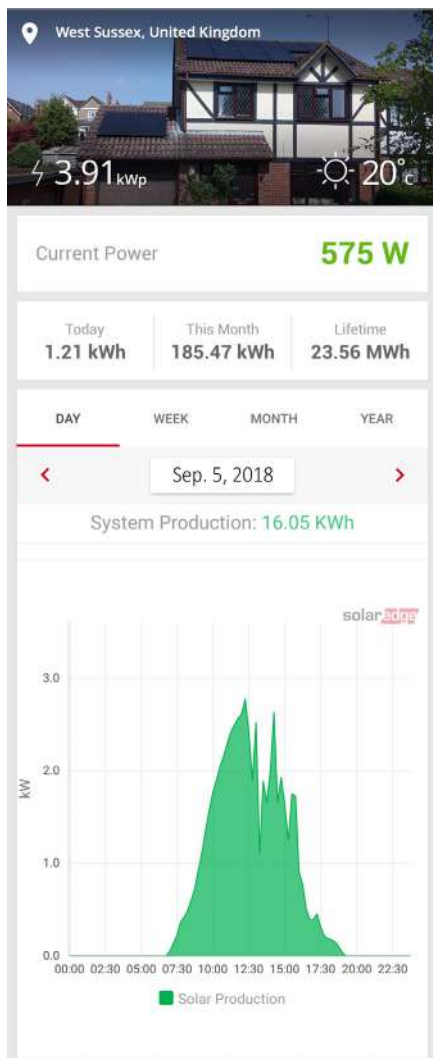 West Sussex, United Kingdom
3.91 kWp
20°c
Current Power
575 W
Today
1.21 kWh
This Month
185.47 kWh
Lifetime
23.56 MWh
DAY
WEEK
MONTH
YEAR
Sep. 5, 2018
System Production: 16.05 KWh
solaredge
3.0
2.0
kW
1.0
0.0
00:00 02:30 05:00 07:30 10:00 12:30 15:00 17:30 20:00 22:30
Solar Production